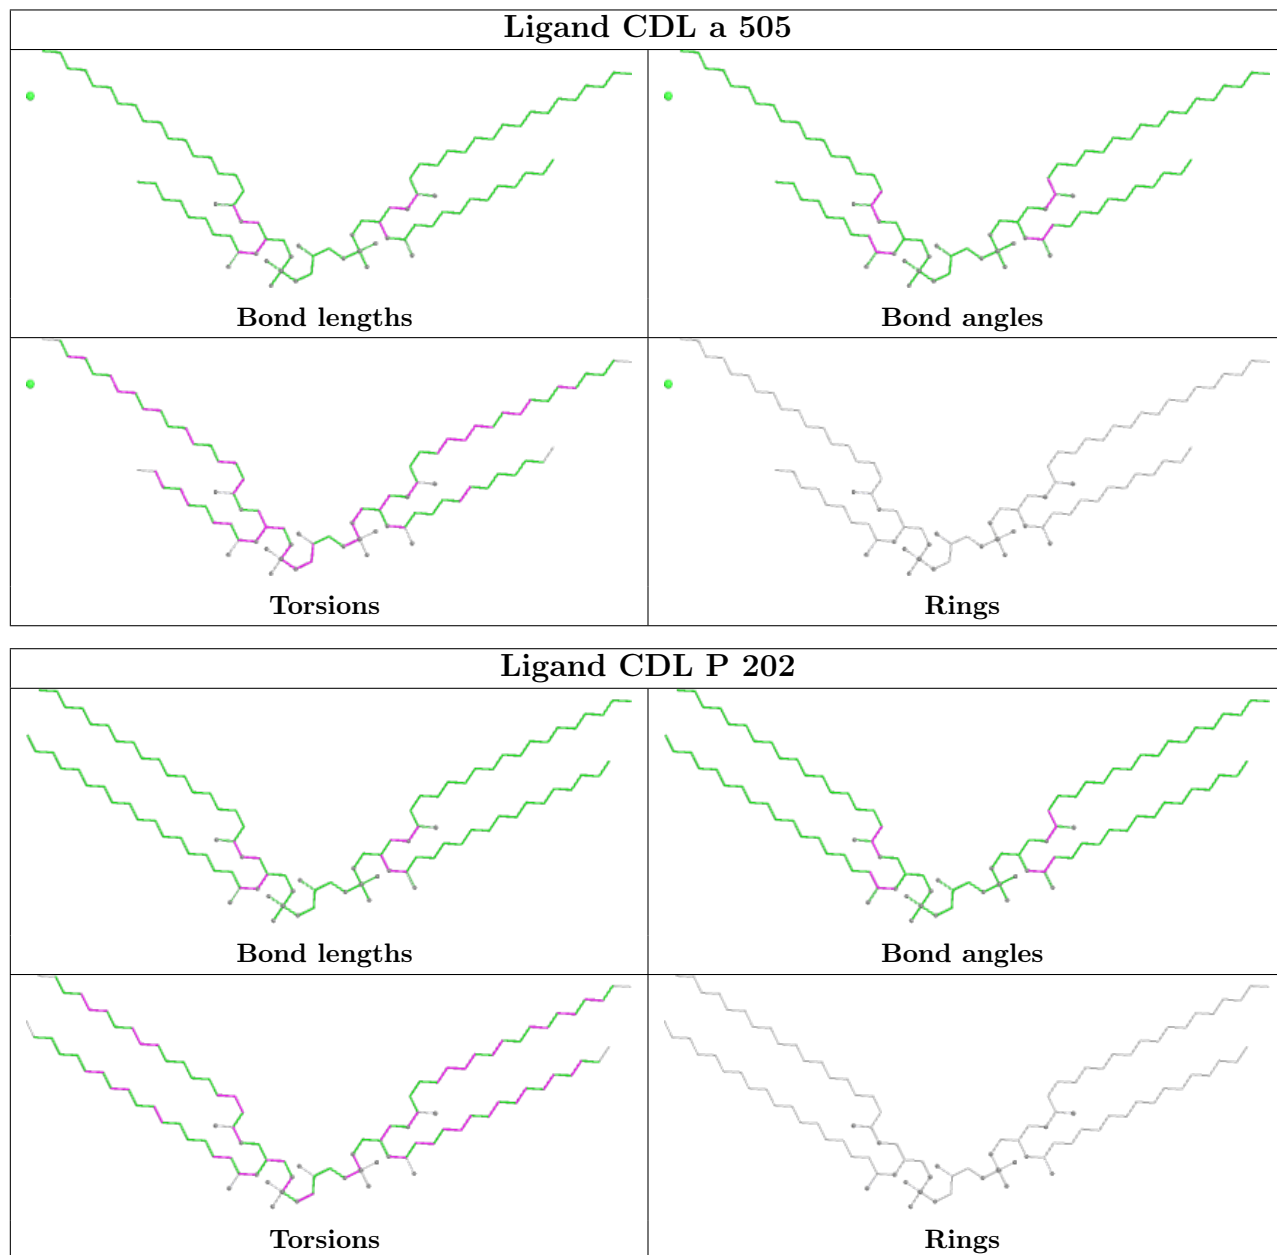 Ligand CDL a 505
Bond lengths
Bond angles
Torsions
Rings
Ligand CDL P 202
Bond lengths
Bond angles
Torsions
Rings